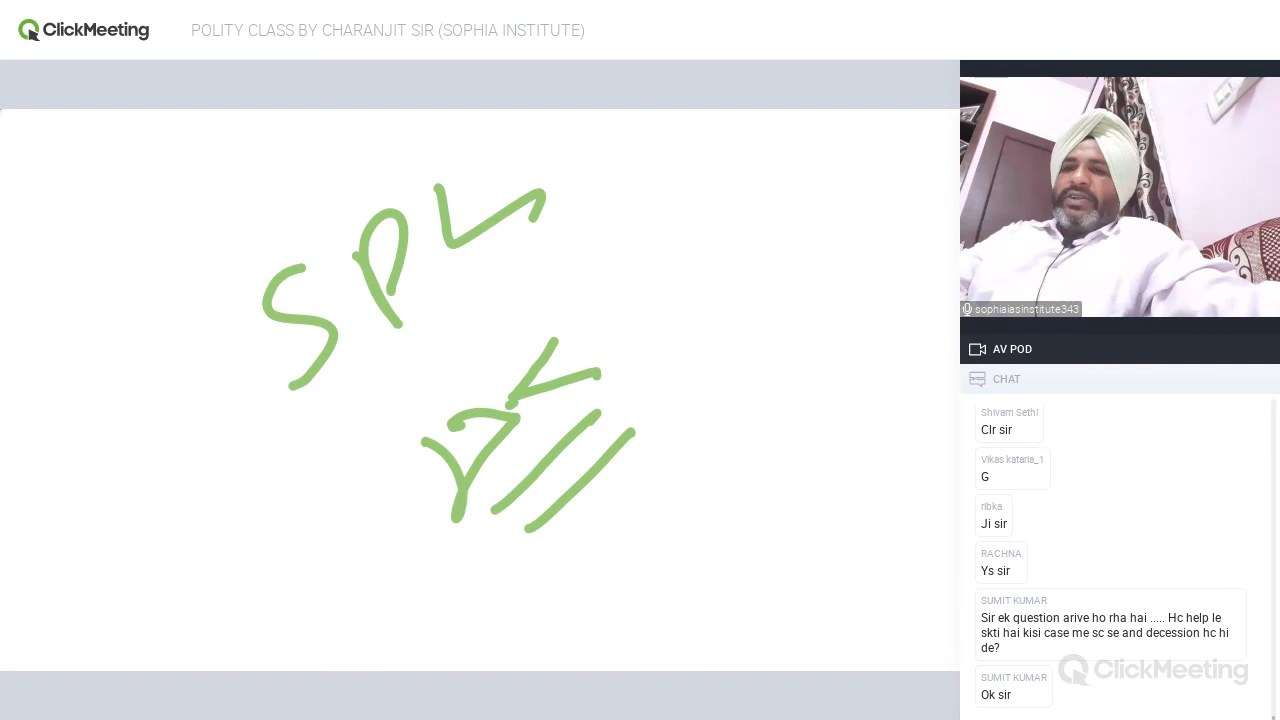 ClickMeeting
POLITY CLASS BY CHARANJIT SIR (SOPHIA INSTITUTE)
SPL
sophiaiasinstitute343
AV POD
CHAT
Shivam Sethi
Clr sir
Vikas kataria_1
G
ribka
Ji sir
RACHNA
Ys sir
SUMIT KUMAR
Sir ek question arive ho rha hai ..... Hc help le
skti hai kisi case me sc se and decession hc hi
de?
SUMIT KUMAR
Ok sir
ClickMeeting